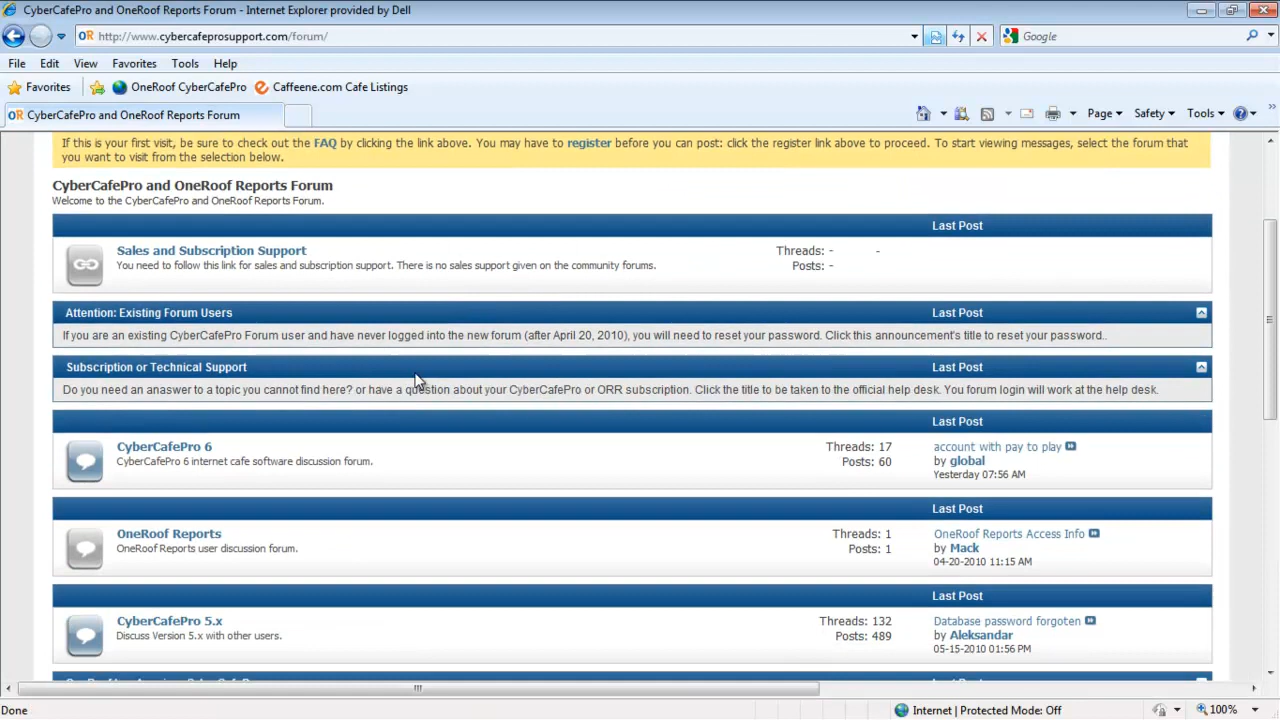 CyberCafePro and OneRoof Reports Forum - Internet Explorer provided by Dell
OR http://www.cybercafeprosupport.com/forum/
Google
File Edit View Favorites Tools Help
Favorites OneRoof CyberCafePro Caffeene.com Cafe Listings
OR CyberCafePro and OneRoof Reports Forum
Page Safety Tools
If this is your first visit, be sure to check out the FAQ by clicking the link above. You may have to register before you can post: click the register link above to proceed. To start viewing messages, select the forum that
you want to visit from the selection below.
CyberCafePro and OneRoof Reports Forum
Welcome to the CyberCafePro and OneRoof Reports Forum.
Last Post
Sales and Subscription Support Threads: - -
You need to follow this link for sales and subscription support. There is no sales support given on the community forums. Posts: -
Attention: Existing Forum Users Last Post
If you are an existing CyberCafePro Forum user and have never logged into the new forum (after April 20, 2010), you will need to reset your password. Click this announcement's title to reset your password..
Subscription or Technical Support Last Post
Do you need an anaswer to a topic you cannot find here? or have a question about your CyberCafePro or ORR subscription. Click the title to be taken to the official help desk. You forum login will work at the help desk.
Last Post
CyberCafePro 6 Threads: 17 account with pay to play
CyberCafePro 6 internet cafe software discussion forum. Posts: 60 by global
Yesterday 07:56 AM
Last Post
OneRoof Reports Threads: 1 OneRoof Reports Access Info
OneRoof Reports user discussion forum. Posts: 1 by Mack
04-20-2010 11:15 AM
Last Post
CyberCafePro 5.x Threads: 132 Database password forgoten
Discuss Version 5.x with other users. Posts: 489 by Aleksandar
05-15-2010 01:56 PM
Done Internet | Protected Mode: Off 100%